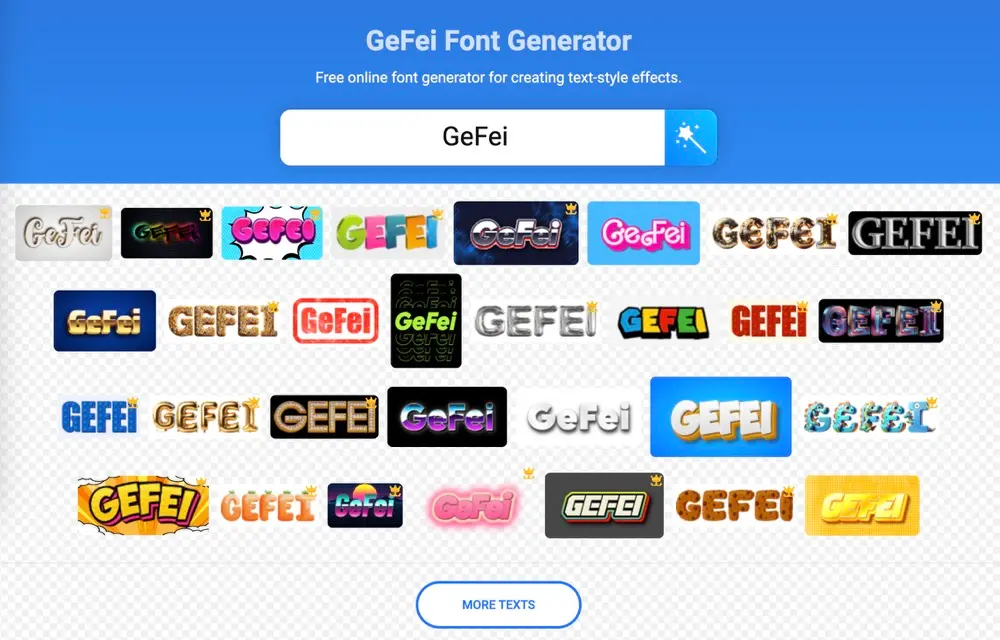 GeFei Font Generator
Free online font generator for creating text-style effects.
GeFei
GeFei GEFEI GEFEI GEFEI GeFei GeFei GEFEI GEFEI
GeFei GEFEI GeFei GeFei GEFEI GEFEI GEFEI GEFEI
GEFEI GEFEI GEFEI GeFei GeFei GEFEI GEFEI
GEFEI GEFEI GeFei GeFei GEFEI GEFEI GEFEI
MORE TEXTS